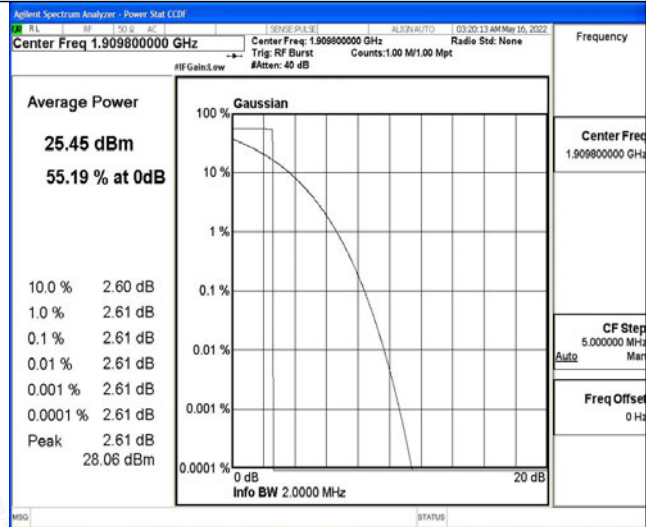 Agilent Spectrum Analyzer - Power Stat CCDF
RL RF 50 Ω AC SENSE:PULSE ALIGN AUTO 03:20:13 AM May 16, 2022
Center Freq 1.909800000 GHz
Center Freq: 1.909800000 GHz Radio Std: None
Trig: RF Burst Counts:1.00 M/1.00 Mpt
#IFGain:Low #Atten: 40 dB
Frequency
Average Power
25.45 dBm
55.19 % at 0dB
10.0 % 2.60 dB
1.0 % 2.61 dB
0.1 % 2.61 dB
0.01 % 2.61 dB
0.001 % 2.61 dB
0.0001 % 2.61 dB
Peak 2.61 dB
28.06 dBm
Gaussian
100 %
10 %
1 %
0.1 %
0.01 %
0.001 %
0.0001 %
0 dB 20 dB
Info BW 2.0000 MHz
Center Freq
1.909800000 GHz
CF Step
5.000000 MHz
Auto Man
Freq Offset
0 Hz
MSG STATUS